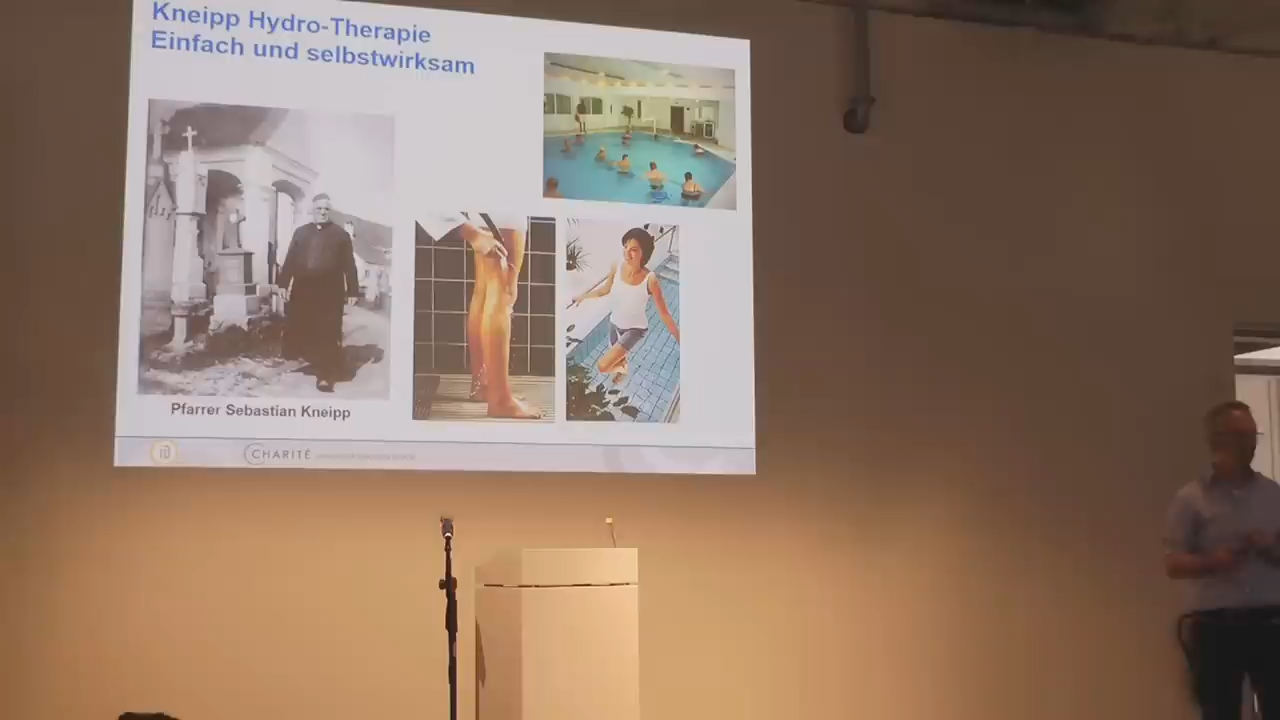 Kneipp Hydro-Therapie
Einfach und selbstwirksam
Pfarrer Sebastian Kneipp
CHARITÉ